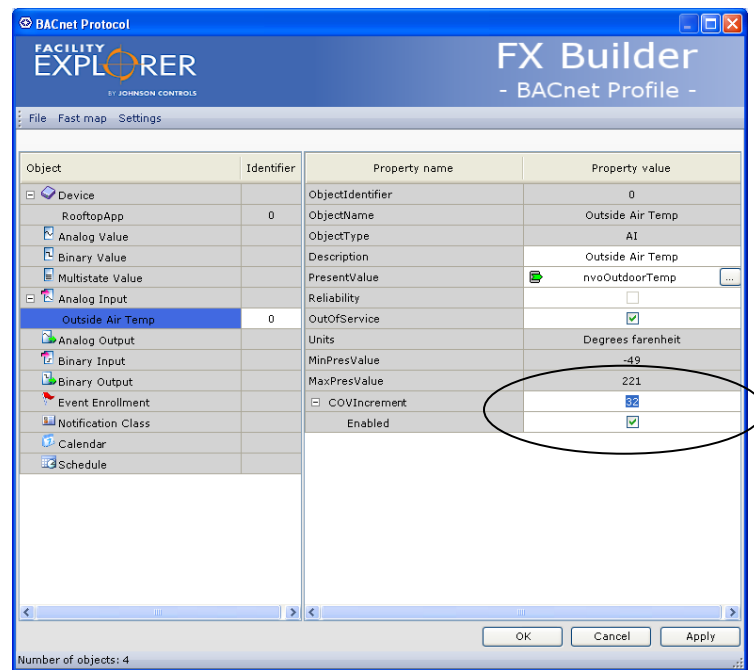 BACnet Protocol
FACILITY
EXPLORER
BY JOHNSON CONTROLS
FX Builder
- BACnet Profile -
File Fast map Settings
Object Identifier Property name Property value
Device ObjectIdentifier 0
RooftopApp 0 ObjectName Outside Air Temp
Analog Value ObjectType AI
Binary Value Description Outside Air Temp
Multistate Value PresentValue nvoOutdoorTemp ...
Analog Input Reliability
Outside Air Temp 0 OutOfService
Analog Output Units Degrees farenheit
Binary Input MinPresValue -49
Binary Output MaxPresValue 221
Event Enrollment COVIncrement 32
Notification Class Enabled
Calendar
Schedule
OK Cancel Apply
Number of objects: 4